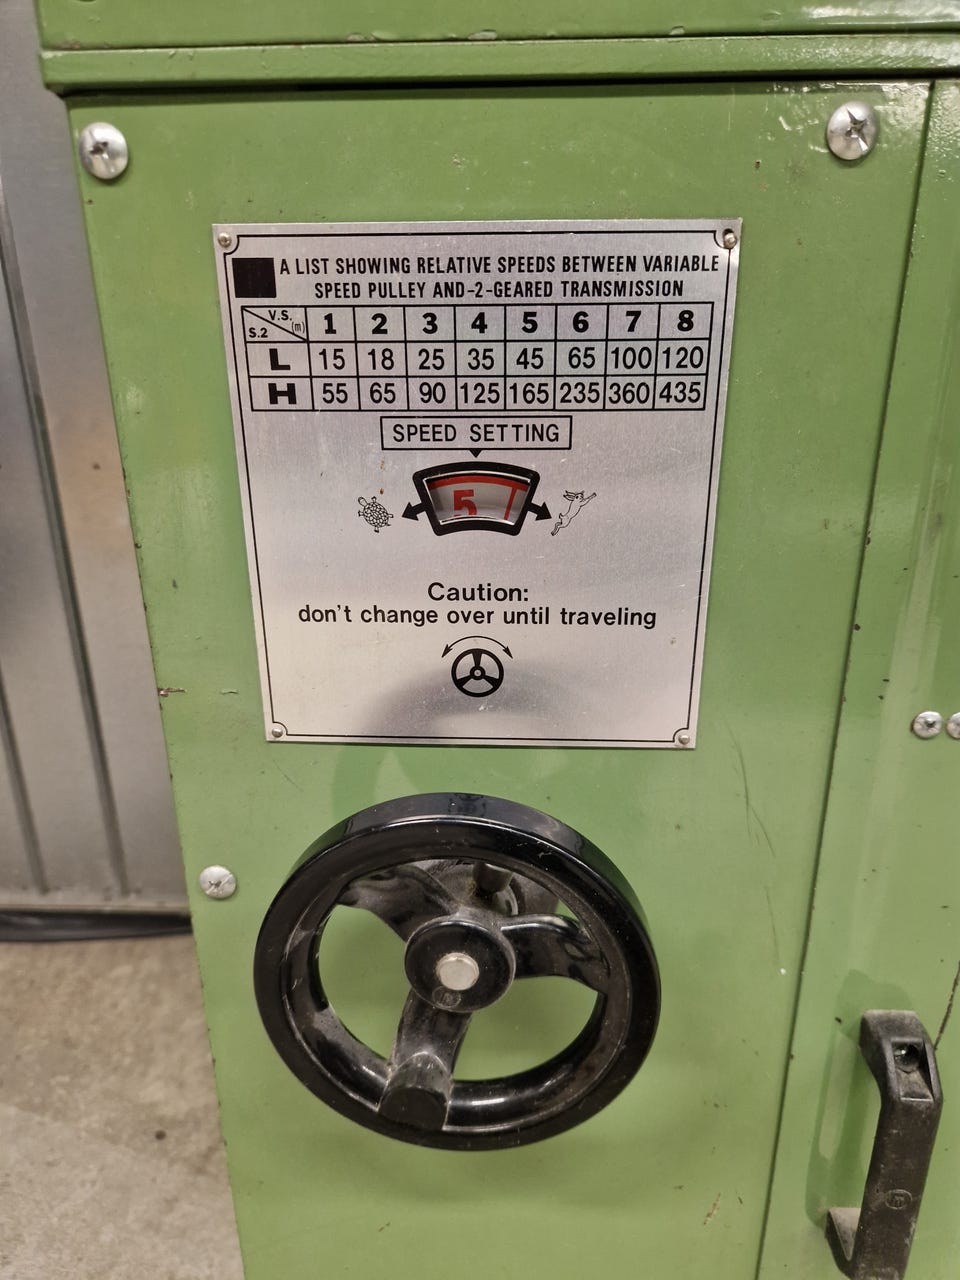 A LIST SHOWING RELATIVE SPEEDS BETWEEN VARIABLE
SPEED PULLEY AND-2-GEARED TRANSMISSION
V.S. (m) S.2 1 2 3 4 5 6 7 8
L 15 18 25 35 45 65 100 120
H 55 65 90 125 165 235 360 435
SPEED SETTING
5
Caution:
don't change over until traveling